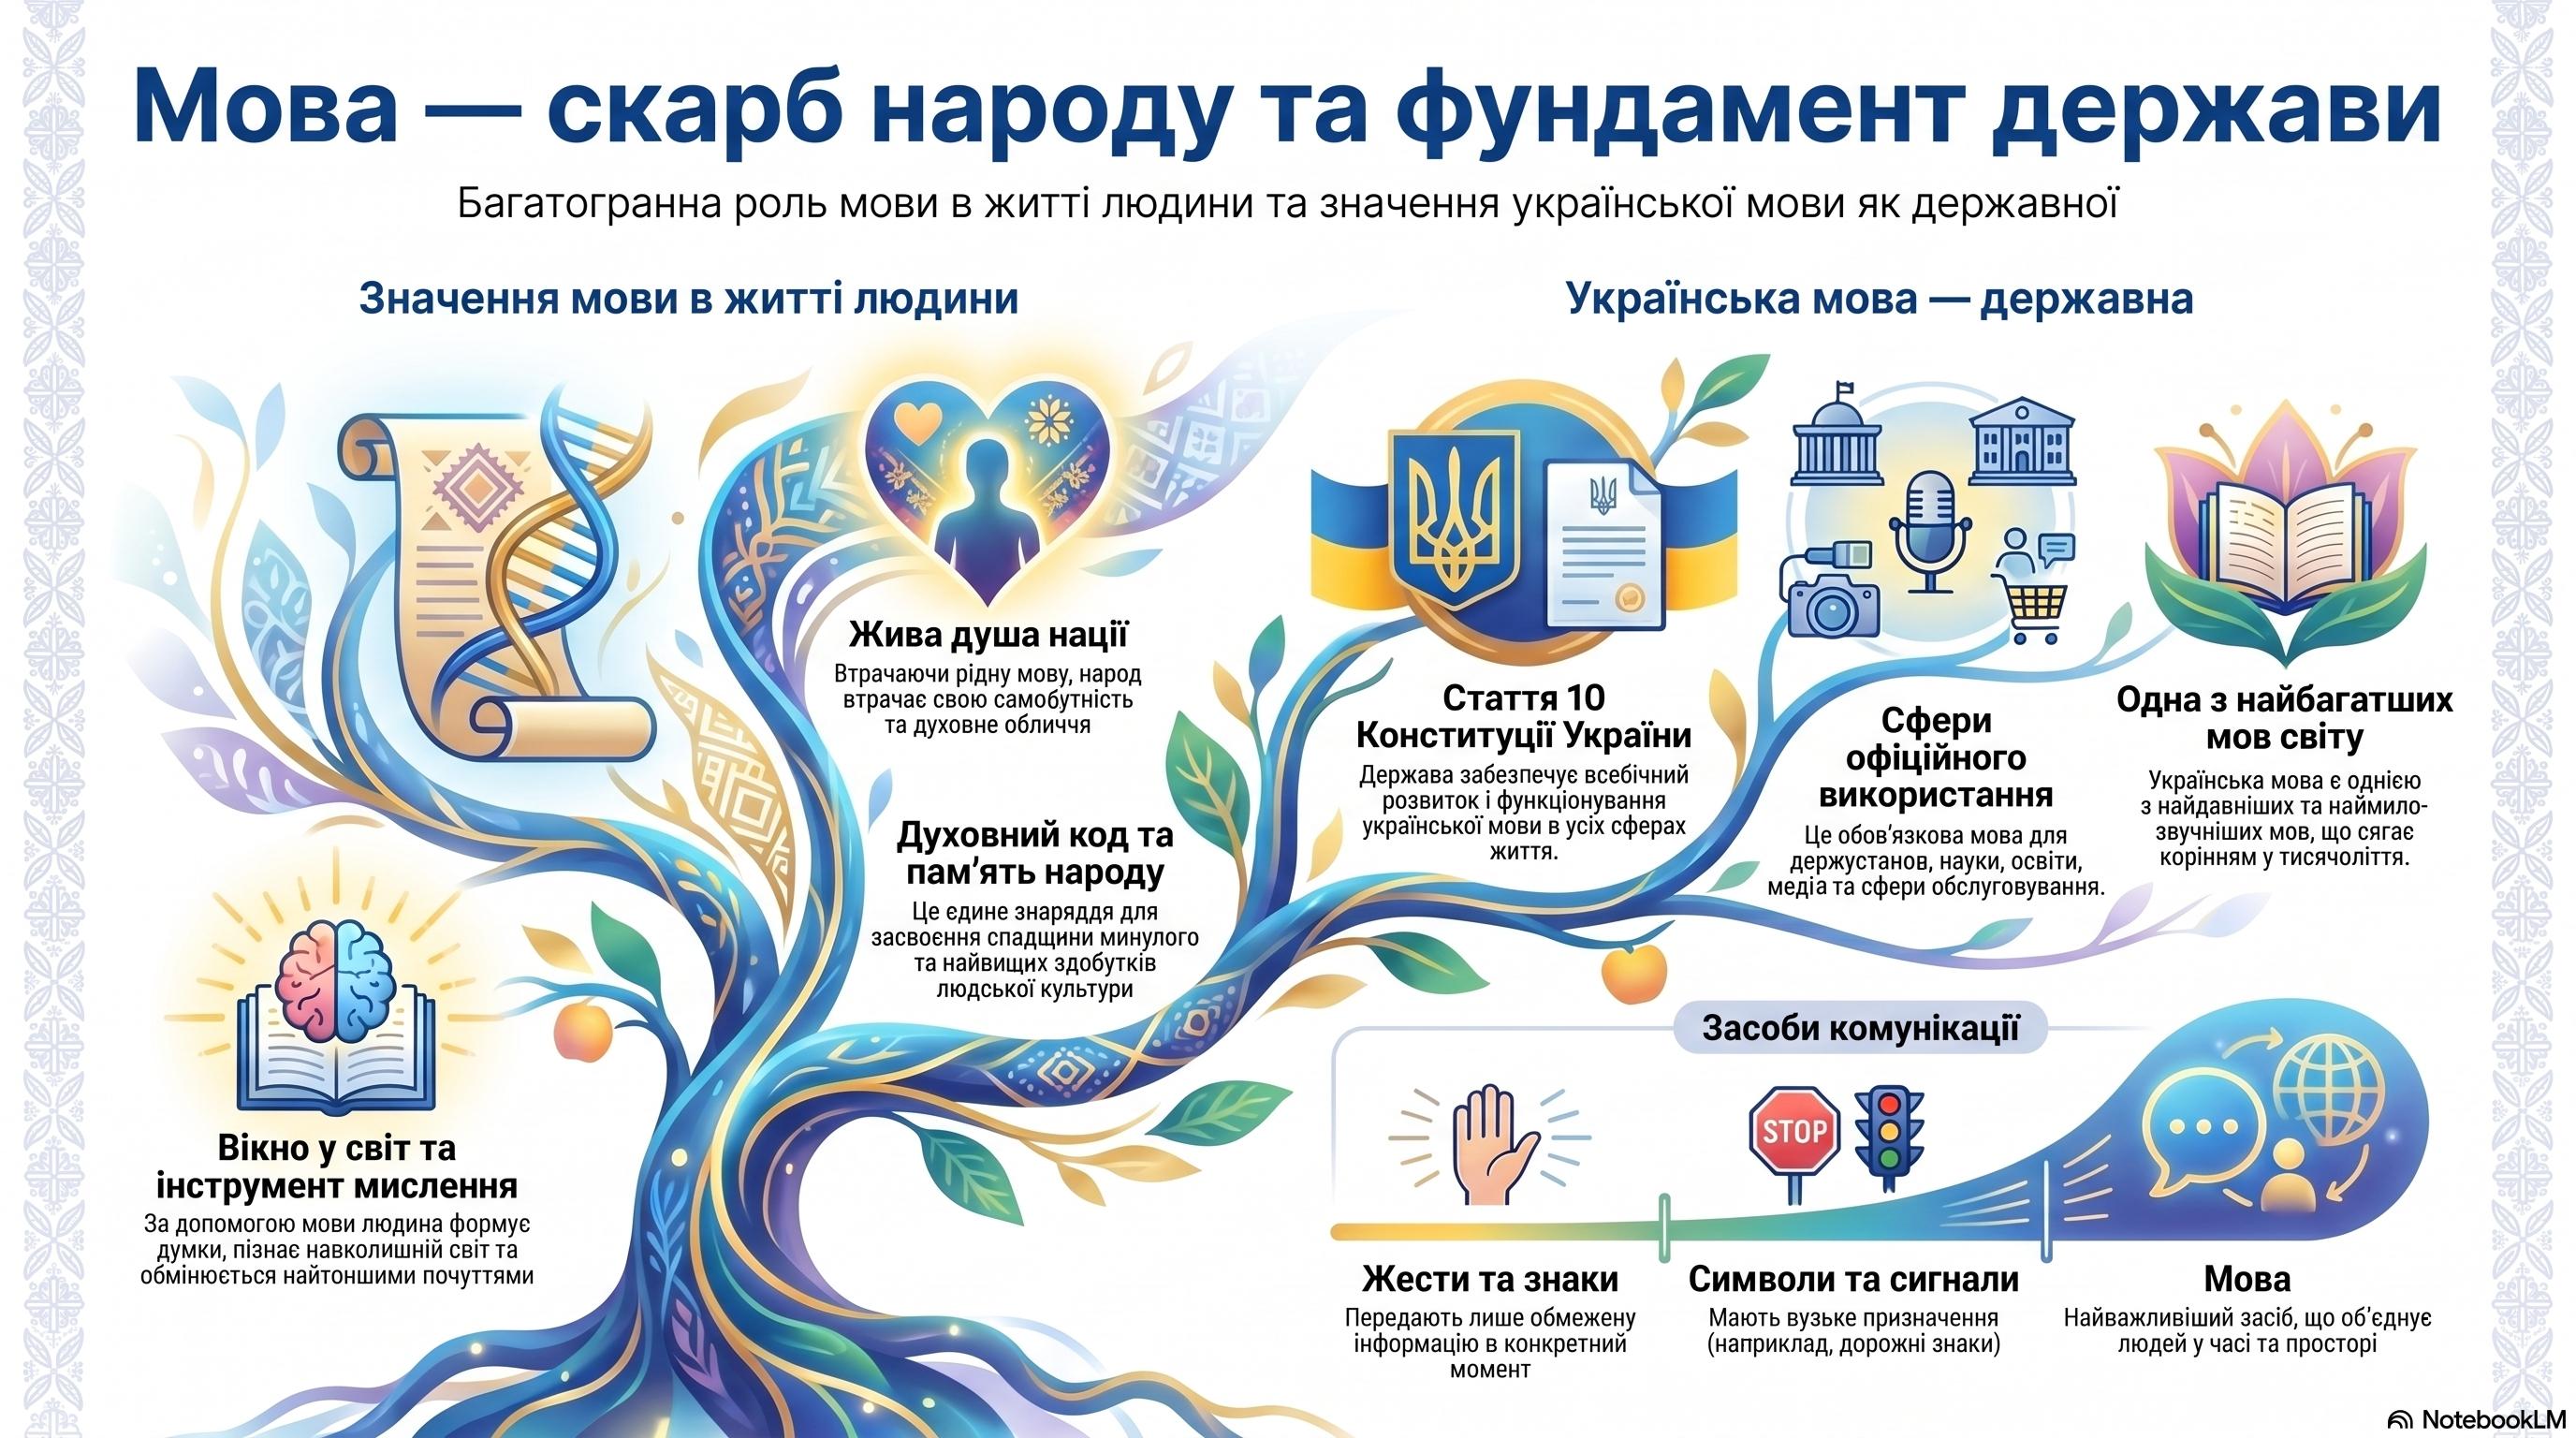 Мова — скарб народу та фундамент держави
Багатогранна роль мови в житті людини та значення української мови як державної
Значення мови в житті людини
Жива душа нації
Втрачаючи рідну мову, народ
втрачає свою самобутність
та духовне обличчя
Духовний код та
пам’ять народу
Це єдине знаряддя для
засвоєння спадщини минулого
та найвищих здобутків
людської культури
Вікно у світ та
інструмент мислення
За допомогою мови людина формує
думки, пізнає навколишній світ та
обмінюється найтоншими почуттями
Українська мова — державна
Стаття 10
Конституції України
Держава забезпечує всебічний
розвиток і функціонування
української мови в усіх сферах
життя.
Сфери
офіційного
використання
Це обов’язкова мова для
держустанов, науки, освіти,
медіа та сфери обслуговування.
Одна з найбагатших
мов світу
Українська мова є однією
з найдавніших та наймило-
звучніших мов, що сягає
корінням у тисячоліття.
Засоби комунікації
STOP
Жести та знаки
Передають лише обмежену
інформацію в конкретний
момент
Символи та сигнали
Мають вузьке призначення
(наприклад, дорожні знаки)
Мова
Найважливіший засіб, що об’єднує
людей у часі та просторі
NotebookLM